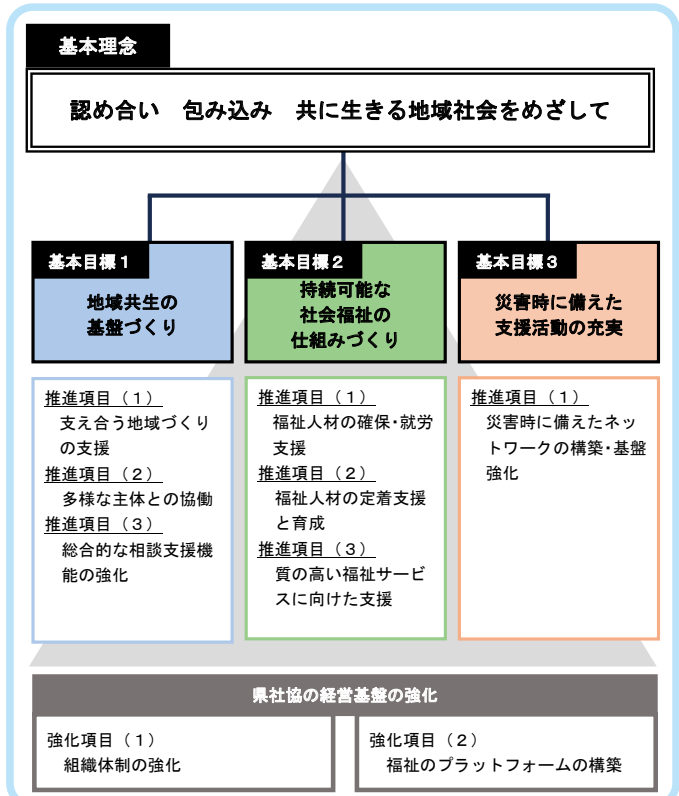 基本理念
認め合い　包み込み　共に生きる地域社会をめざして
基本目標１
地域共生の
基盤づくり
基本目標２
持続可能な
社会福祉の
仕組みづくり
基本目標３
災害時に備えた
支援活動の充実
推進項目（１）
支え合う地域づくり
の支援
推進項目（２）
多様な主体との協働
推進項目（３）
総合的な相談支援機
能の強化
推進項目（１）
福祉人材の確保・就労
支援
推進項目（２）
福祉人材の定着支援
と育成
推進項目（３）
質の高い福祉サービ
スに向けた支援
推進項目（１）
災害時に備えたネッ
トワークの構築・基盤
強化
県社協の経営基盤の強化
強化項目（１）
組織体制の強化
強化項目（２）
福祉のプラットフォームの構築